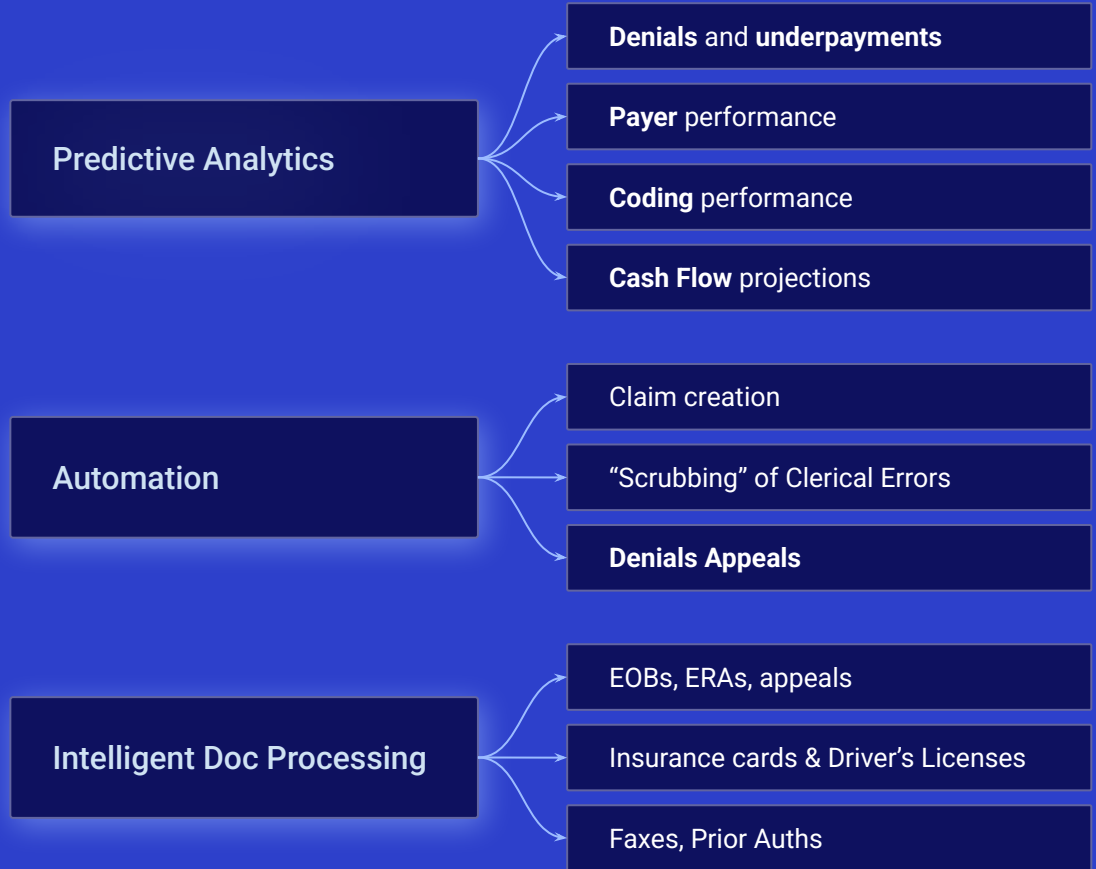 Predictive Analytics
Denials and underpayments
Payer performance
Coding performance
Cash Flow projections
Automation
Claim creation
“Scrubbing” of Clerical Errors
Denials Appeals
Intelligent Doc Processing
EOBs, ERAs, appeals
Insurance cards & Driver’s Licenses
Faxes, Prior Auths